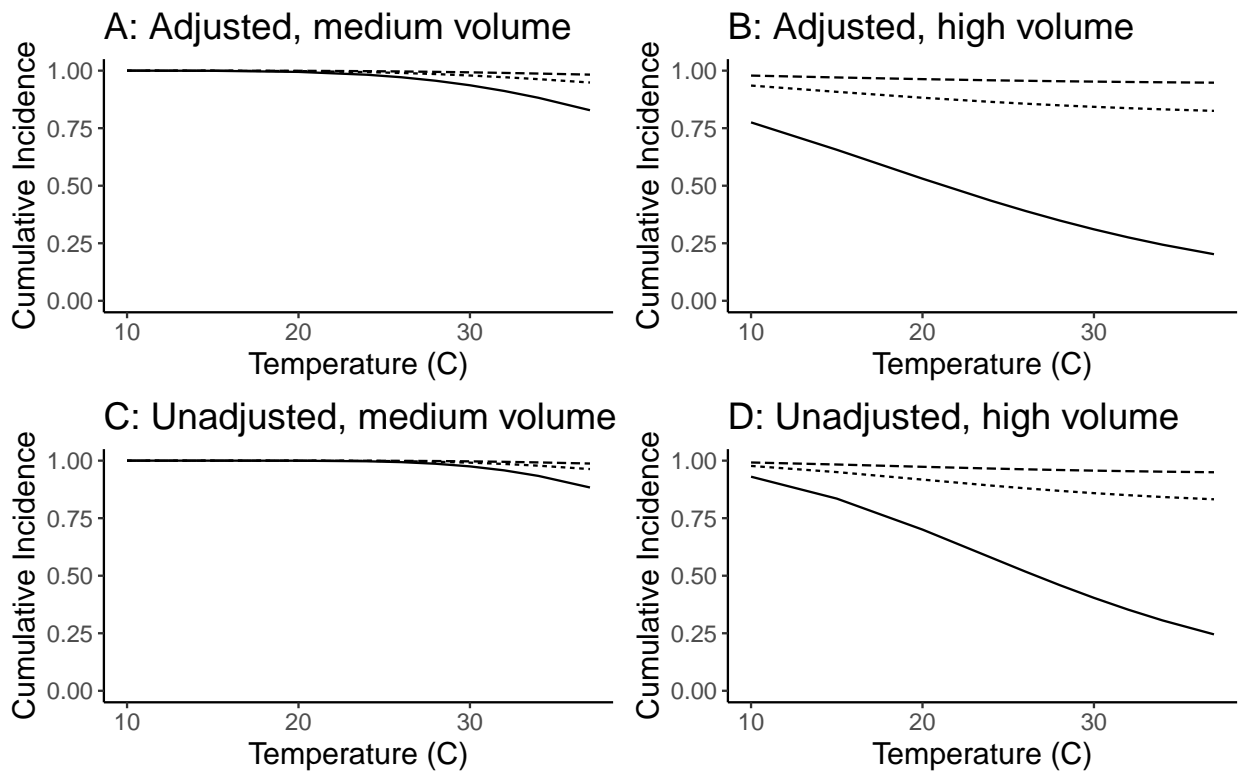 A: Adjusted, medium volume
Cumulative Incidence
1.00
0.75
0.50
0.25
0.00
10
20
30
Temperature (C)
B: Adjusted, high volume
Cumulative Incidence
1.00
0.75
0.50
0.25
0.00
10
20
30
Temperature (C)
C: Unadjusted, medium volume
Cumulative Incidence
1.00
0.75
0.50
0.25
0.00
10
20
30
Temperature (C)
D: Unadjusted, high volume
Cumulative Incidence
1.00
0.75
0.50
0.25
0.00
10
20
30
Temperature (C)